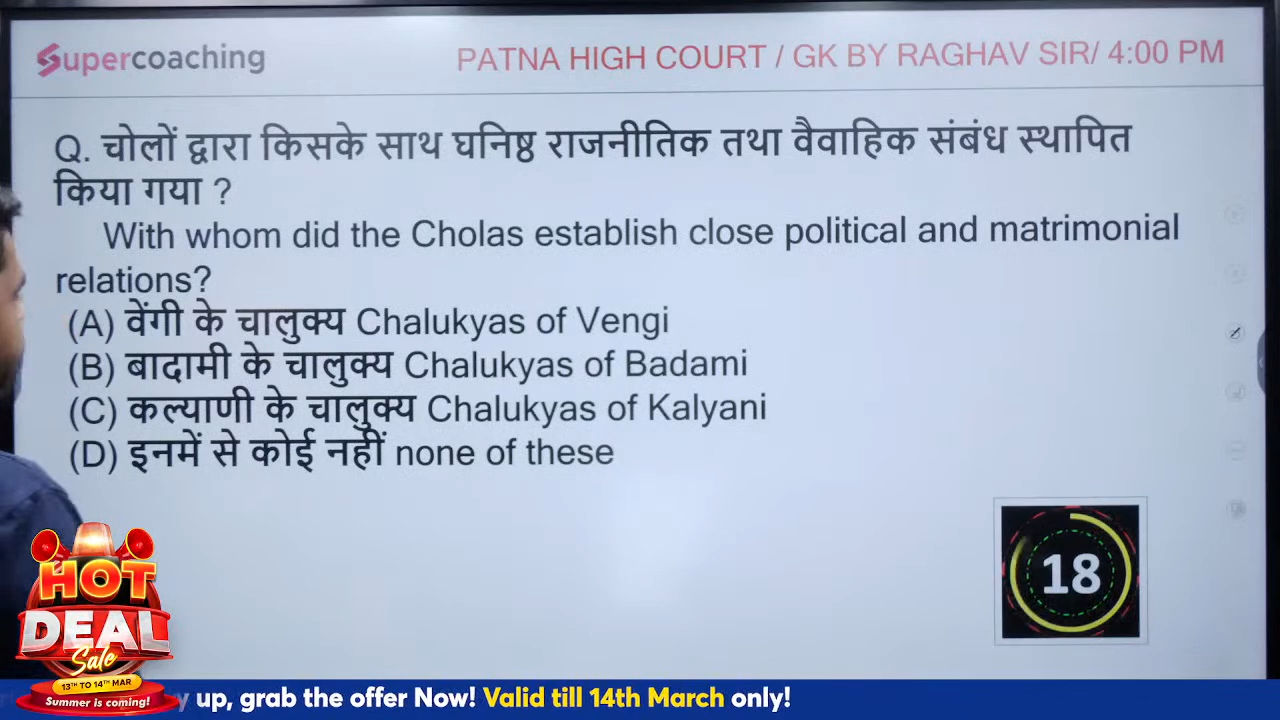 Supercoaching
PATNA HIGH COURT / GK BY RAGHAV SIR/ 4:00 PM
Q. चोलों द्वारा किसके साथ घनिष्ठ राजनीतिक तथा वैवाहिक संबंध स्थापित
किया गया ?
With whom did the Cholas establish close political and matrimonial
relations?
(A) वेंगी के चालुक्य Chalukyas of Vengi
(B) बादामी के चालुक्य Chalukyas of Badami
(C) कल्याणी के चालुक्य Chalukyas of Kalyani
(D) इनमें से कोई नहीं none of these
18
HOT
DEAL
Sale
13TH TO 14TH MAR
Summer is coming!
up, grab the offer Now! Valid till 14th March only!